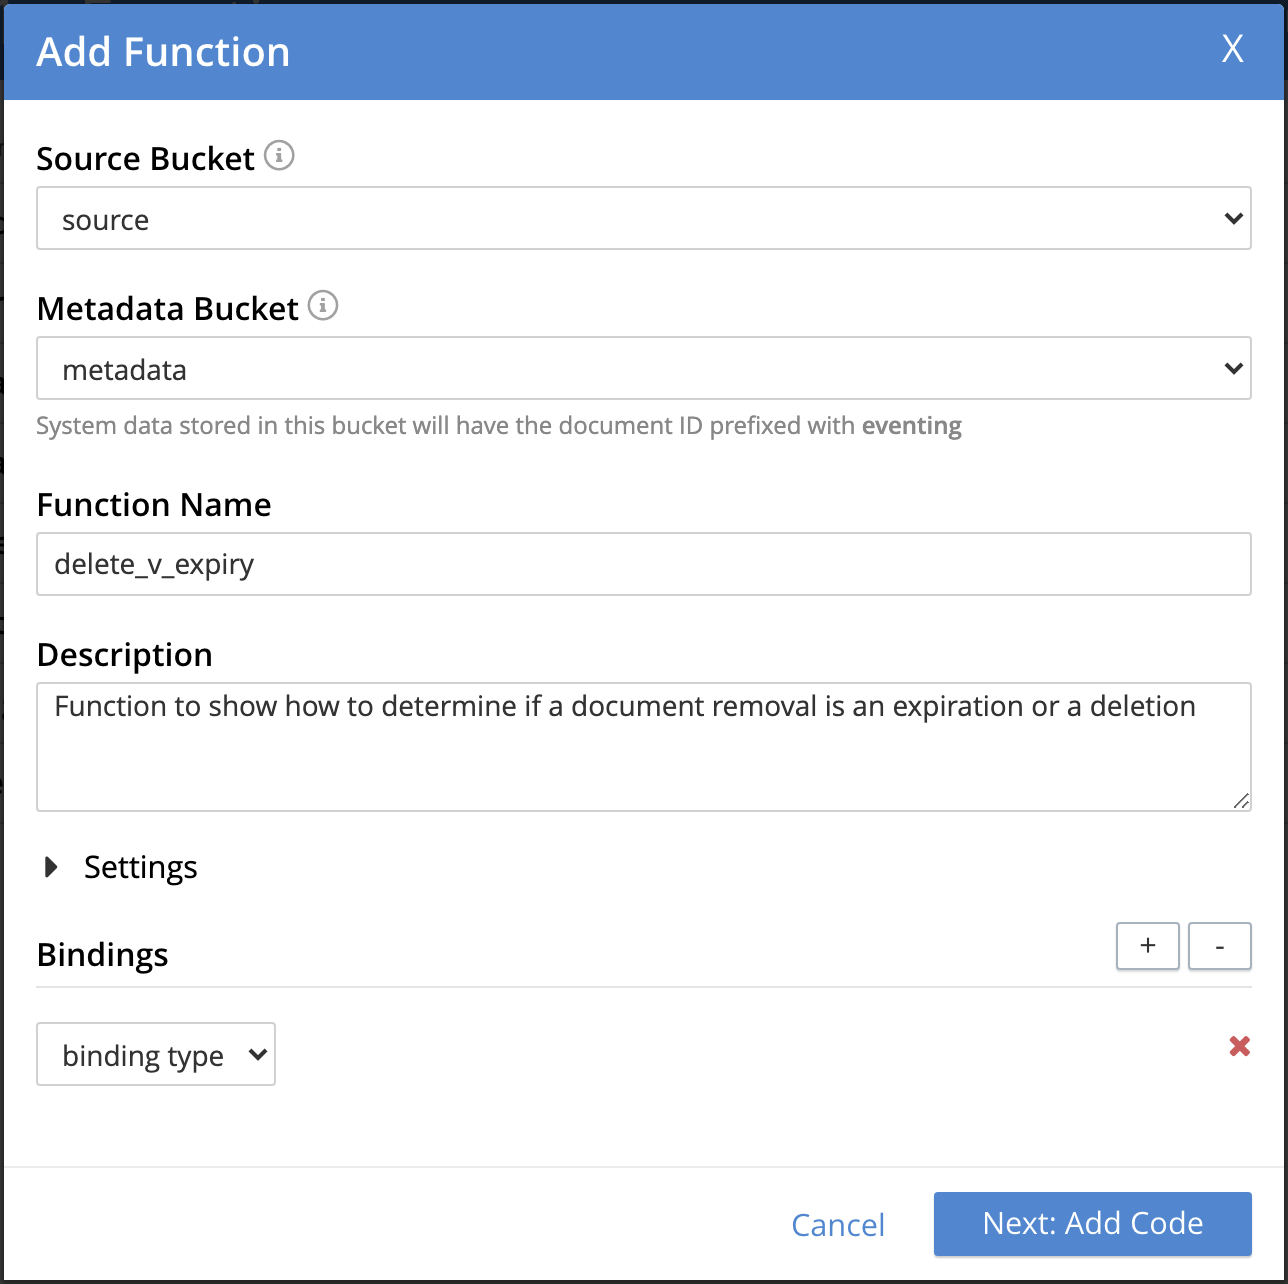 Add Function X
Source Bucket
source
Metadata Bucket
metadata
System data stored in this bucket will have the document ID prefixed with eventing
Function Name
delete_v_expiry
Description
Function to show how to determine if a document removal is an expiration or a deletion
Settings
Bindings + -
binding type
Cancel Next: Add Code